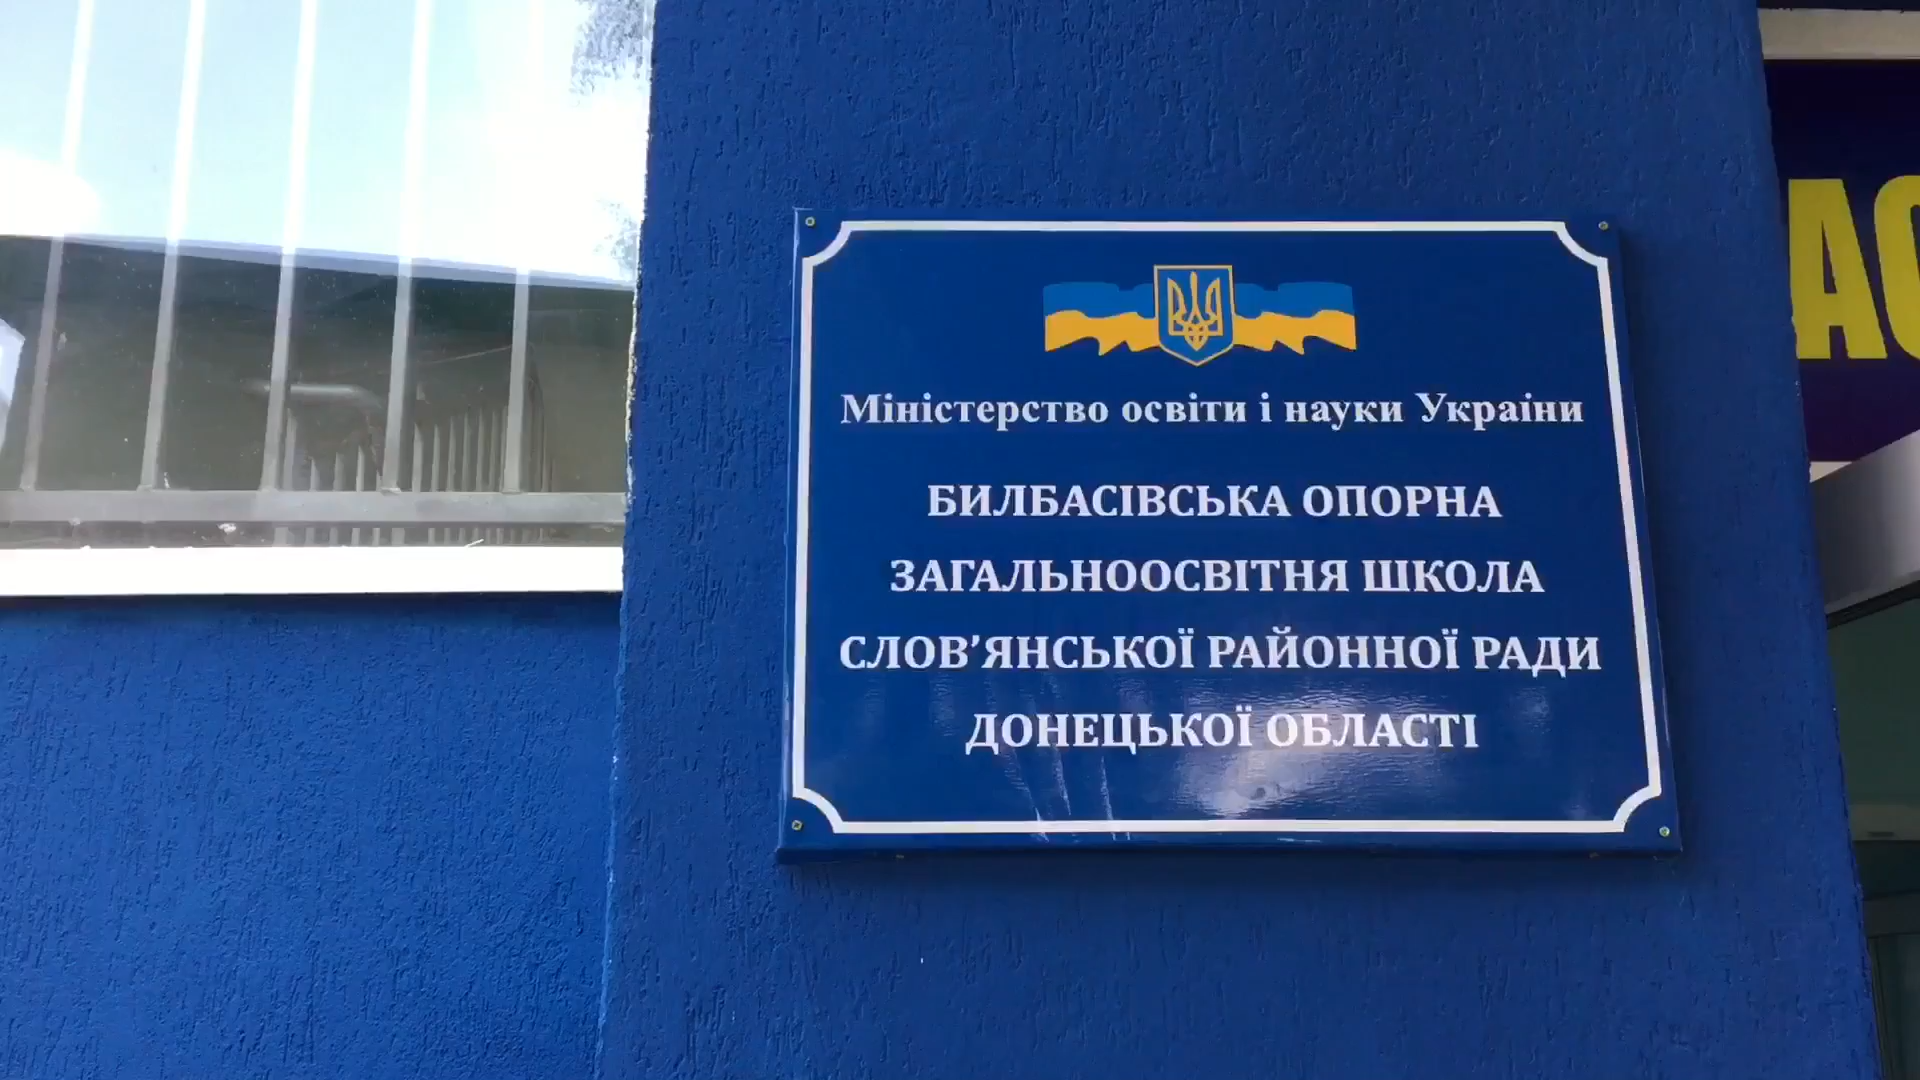 Міністерство освіти і науки України
БИЛБАСІВСЬКА ОПОРНА
ЗАГАЛЬНООСВІТНЯ ШКОЛА
СЛОВ’ЯНСЬКОЇ РАЙОННОЇ РАДИ
ДОНЕЦЬКОЇ ОБЛАСТІ